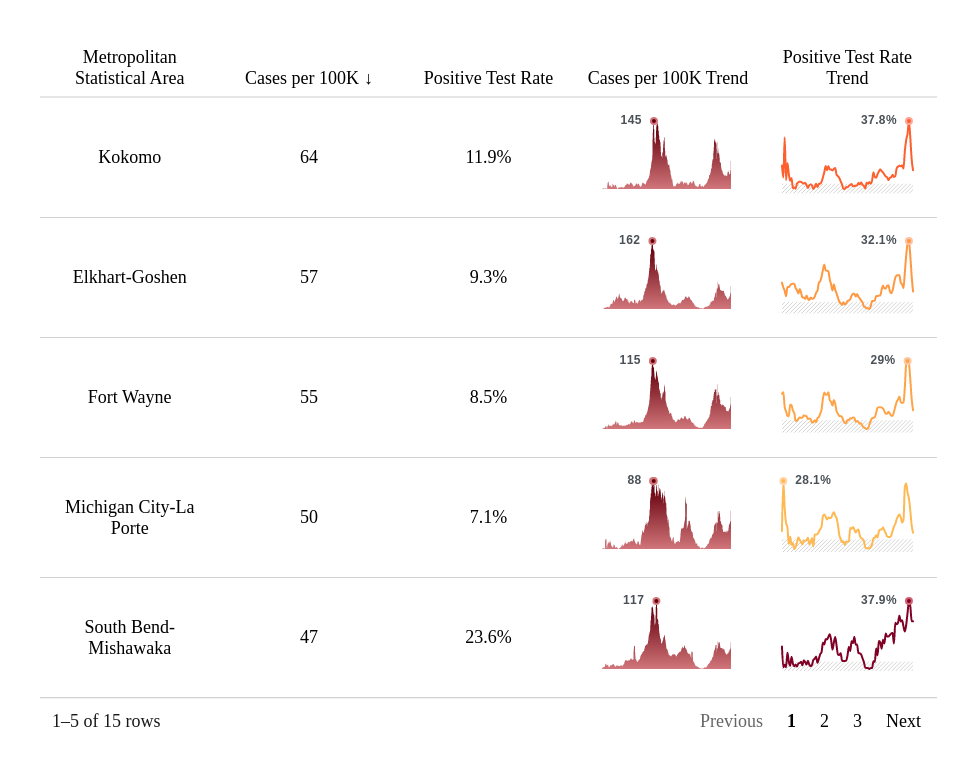 Metropolitan
Statistical Area
Cases per 100K ↓
Positive Test Rate
Cases per 100K Trend
Positive Test Rate
Trend
Kokomo
64
11.9%
145
37.8%
Elkhart-Goshen
57
9.3%
162
32.1%
Fort Wayne
55
8.5%
115
29%
Michigan City-La
Porte
50
7.1%
88
28.1%
South Bend-
Mishawaka
47
23.6%
117
37.9%
1–5 of 15 rows
Previous 1 2 3 Next